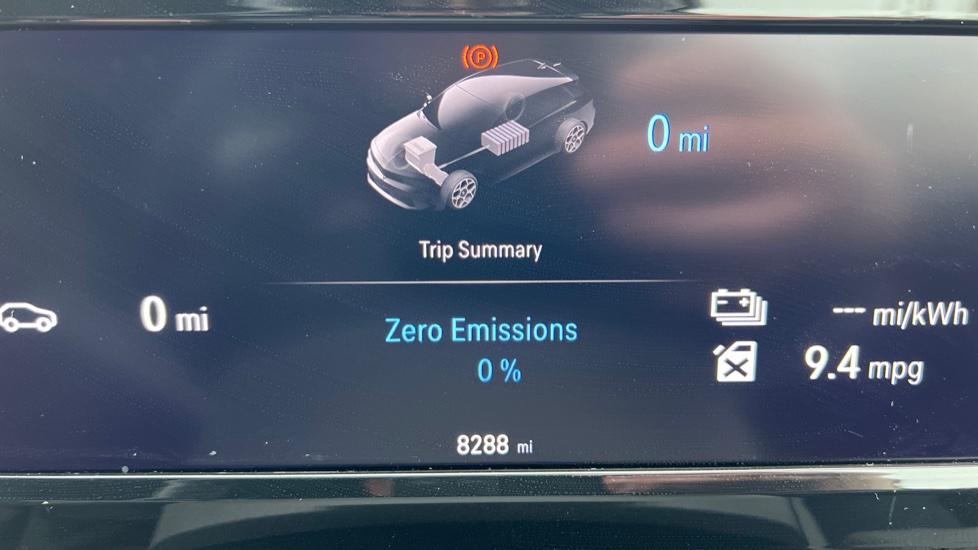 P
0 mi
Trip Summary
0 mi
Zero Emissions
0 %
--- mi/kWh
9.4 mpg
8288 mi